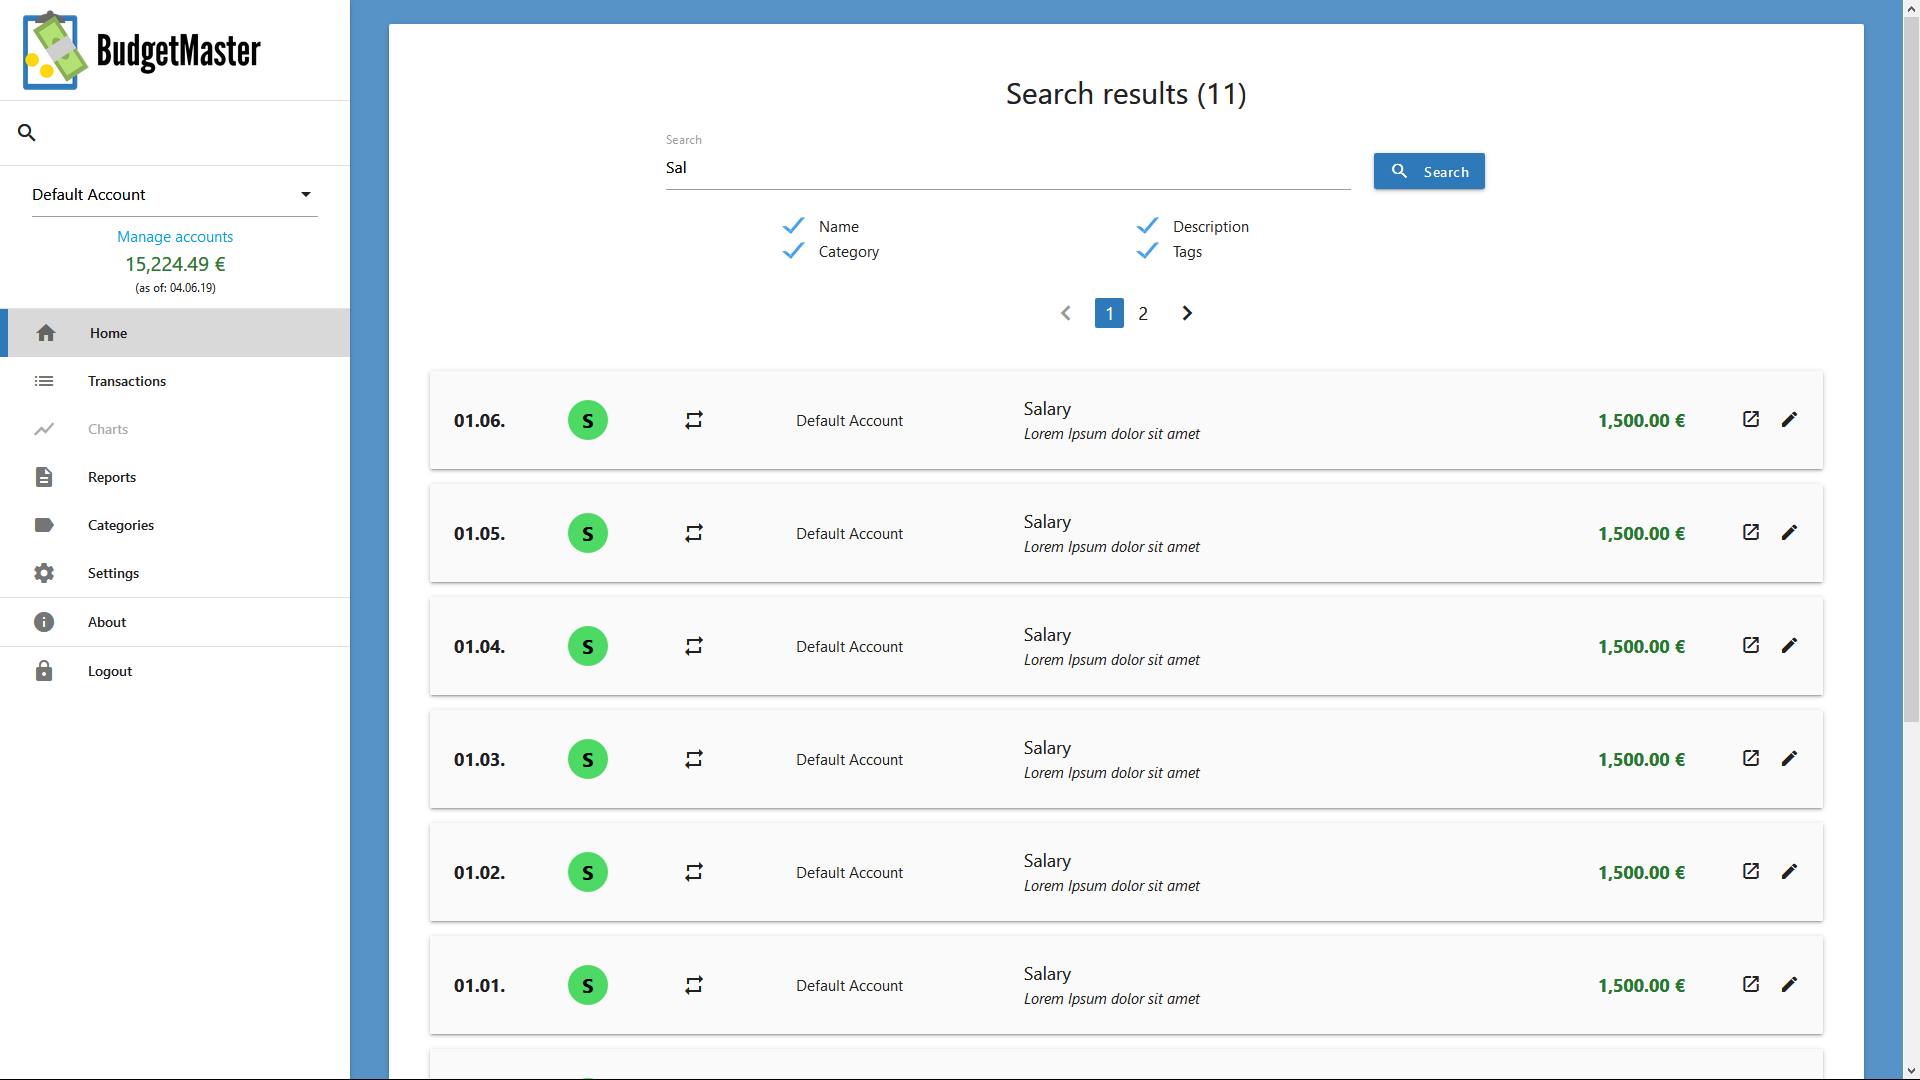 BudgetMaster
Default Account
Manage accounts
15,224.49 €
(as of: 04.06.19)
Home
Transactions
Charts
Reports
Categories
Settings
About
Logout
Search results (11)
Search
Sal
Search
Name
Description
Category
Tags
1 2
01.06. S Default Account Salary 1,500.00 €
Lorem Ipsum dolor sit amet
01.05. S Default Account Salary 1,500.00 €
Lorem Ipsum dolor sit amet
01.04. S Default Account Salary 1,500.00 €
Lorem Ipsum dolor sit amet
01.03. S Default Account Salary 1,500.00 €
Lorem Ipsum dolor sit amet
01.02. S Default Account Salary 1,500.00 €
Lorem Ipsum dolor sit amet
01.01. S Default Account Salary 1,500.00 €
Lorem Ipsum dolor sit amet